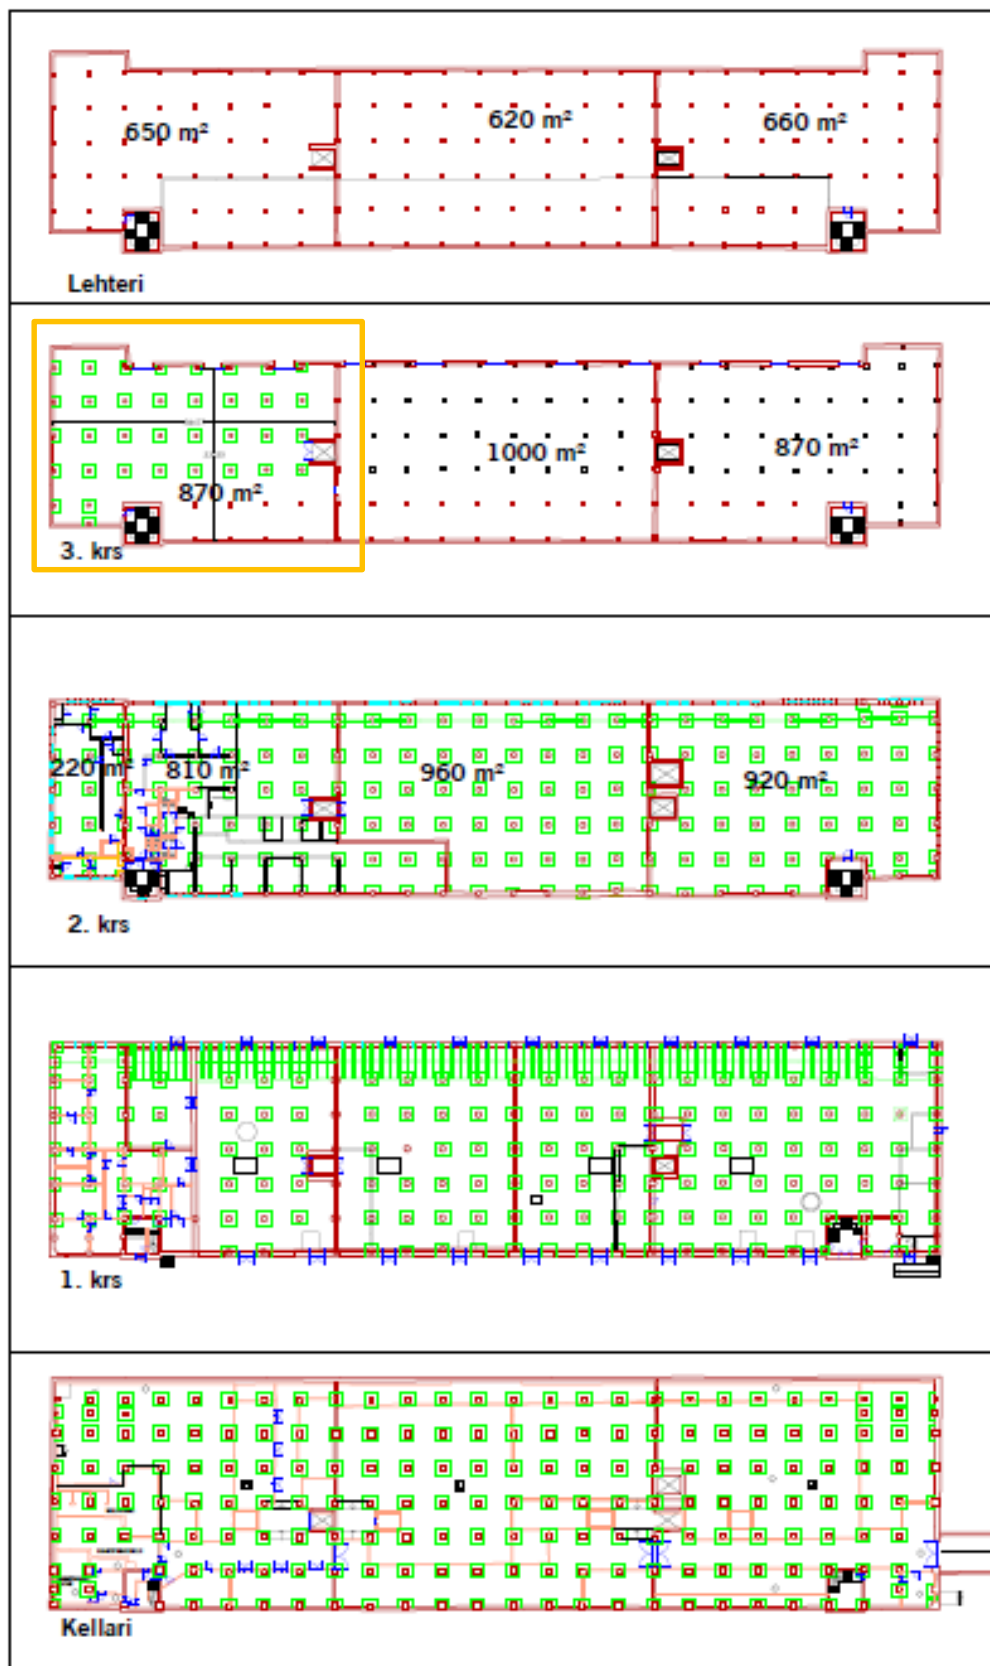 650 m²
620 m²
660 m²
Lehteri
1000 m²
870 m²
870 m²
3. krs
220 m²
810 m²
960 m²
920 m²
2. krs
1. krs
Kellari